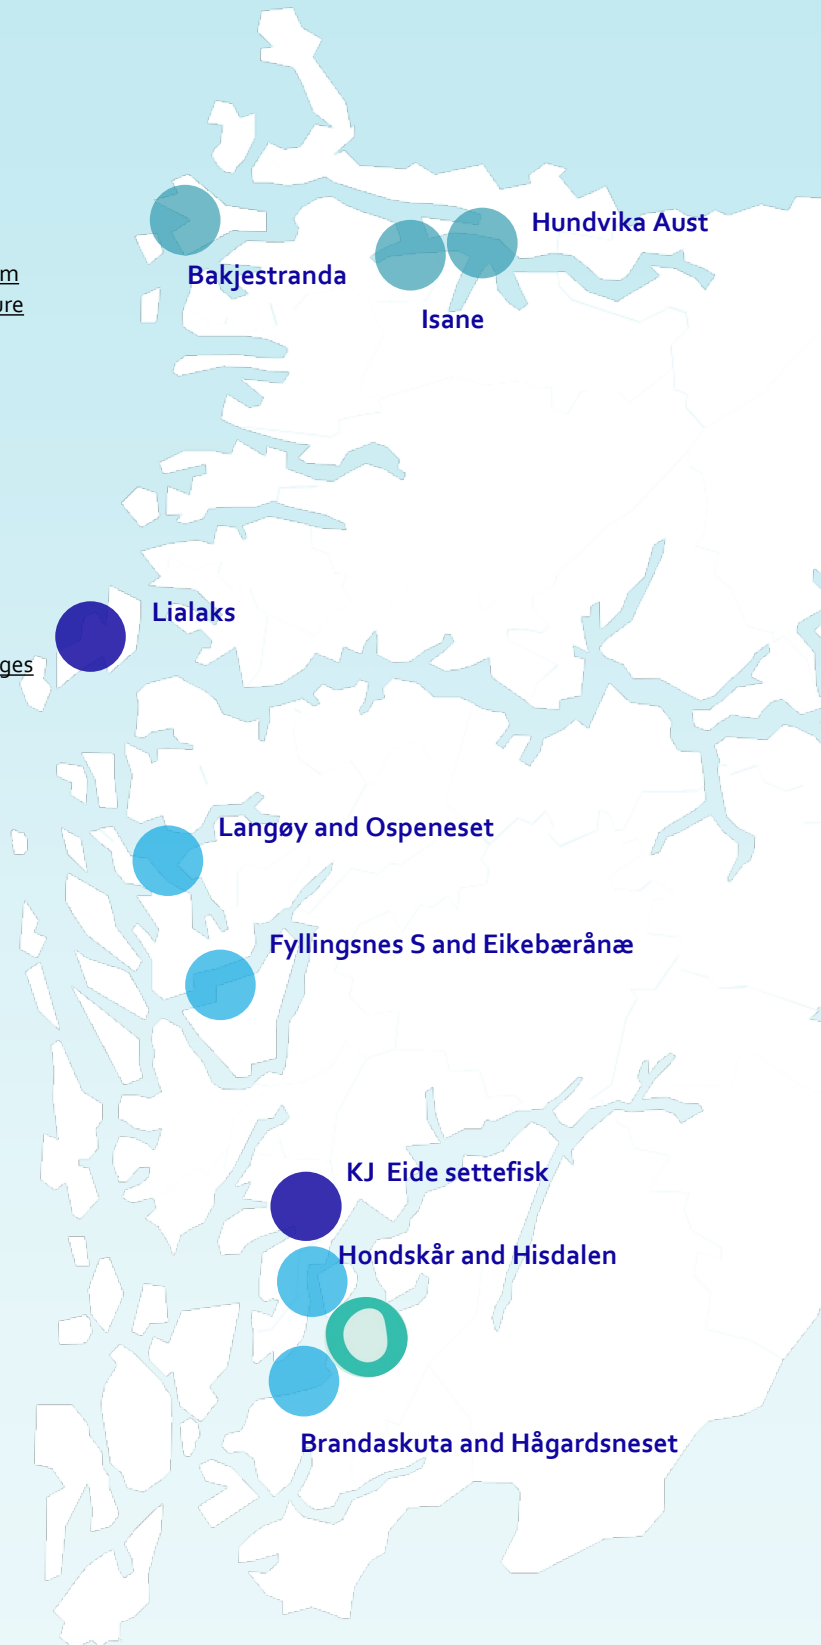 Hundvika Aust
Bakjestranda
Isane
Lialaks
Langøy and Ospeneset
Fyllingsnes S and Eikebærånæ
KJ Eide settefisk
Hondskår and Hisdalen
Brandaskuta and Hågardsneset